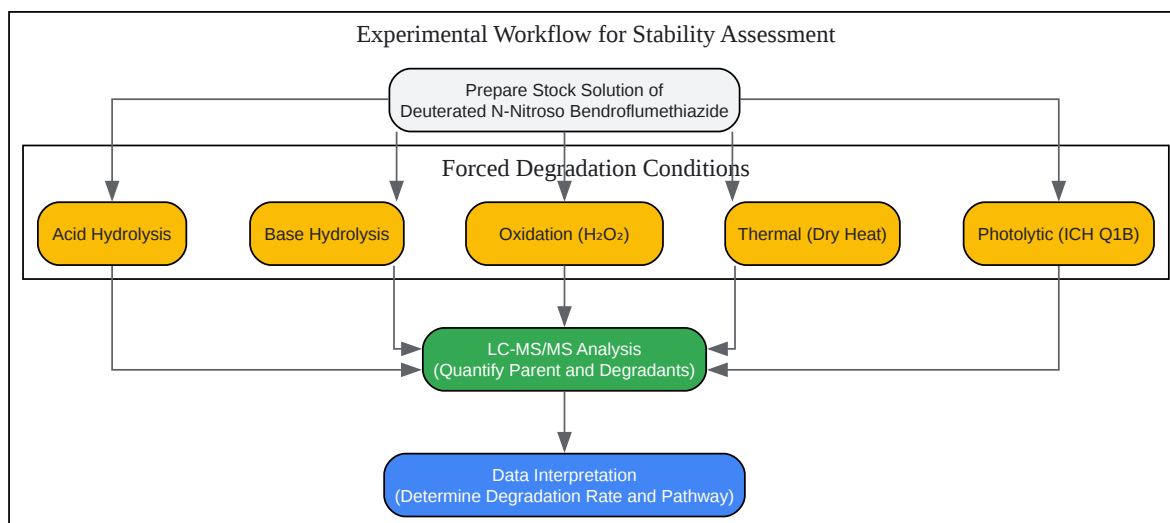 Experimental Workflow for Stability Assessment
Prepare Stock Solution of
Deuterated N-Nitroso Bendroflumethiazide
Forced Degradation Conditions
Acid Hydrolysis
Base Hydrolysis
Oxidation (H₂O₂)
Thermal (Dry Heat)
Photolytic (ICH Q1B)
LC-MS/MS Analysis
(Quantify Parent and Degradants)
Data Interpretation
(Determine Degradation Rate and Pathway)